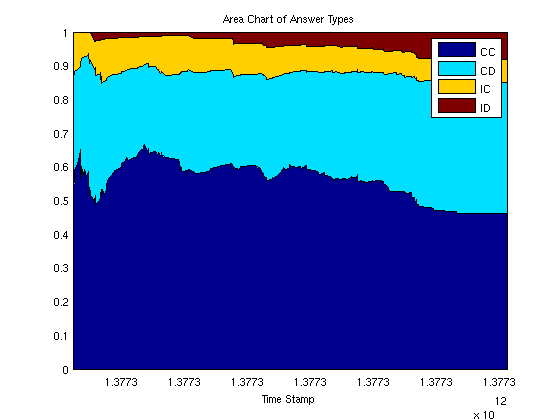 Area Chart of Answer Types
1
0.9
0.8
0.7
0.6
0.5
0.4
0.3
0.2
0.1
0
CC
CD
IC
ID
1.3773 1.3773 1.3773 1.3773 1.3773 1.3773 1.3773
Time Stamp
12
x 10